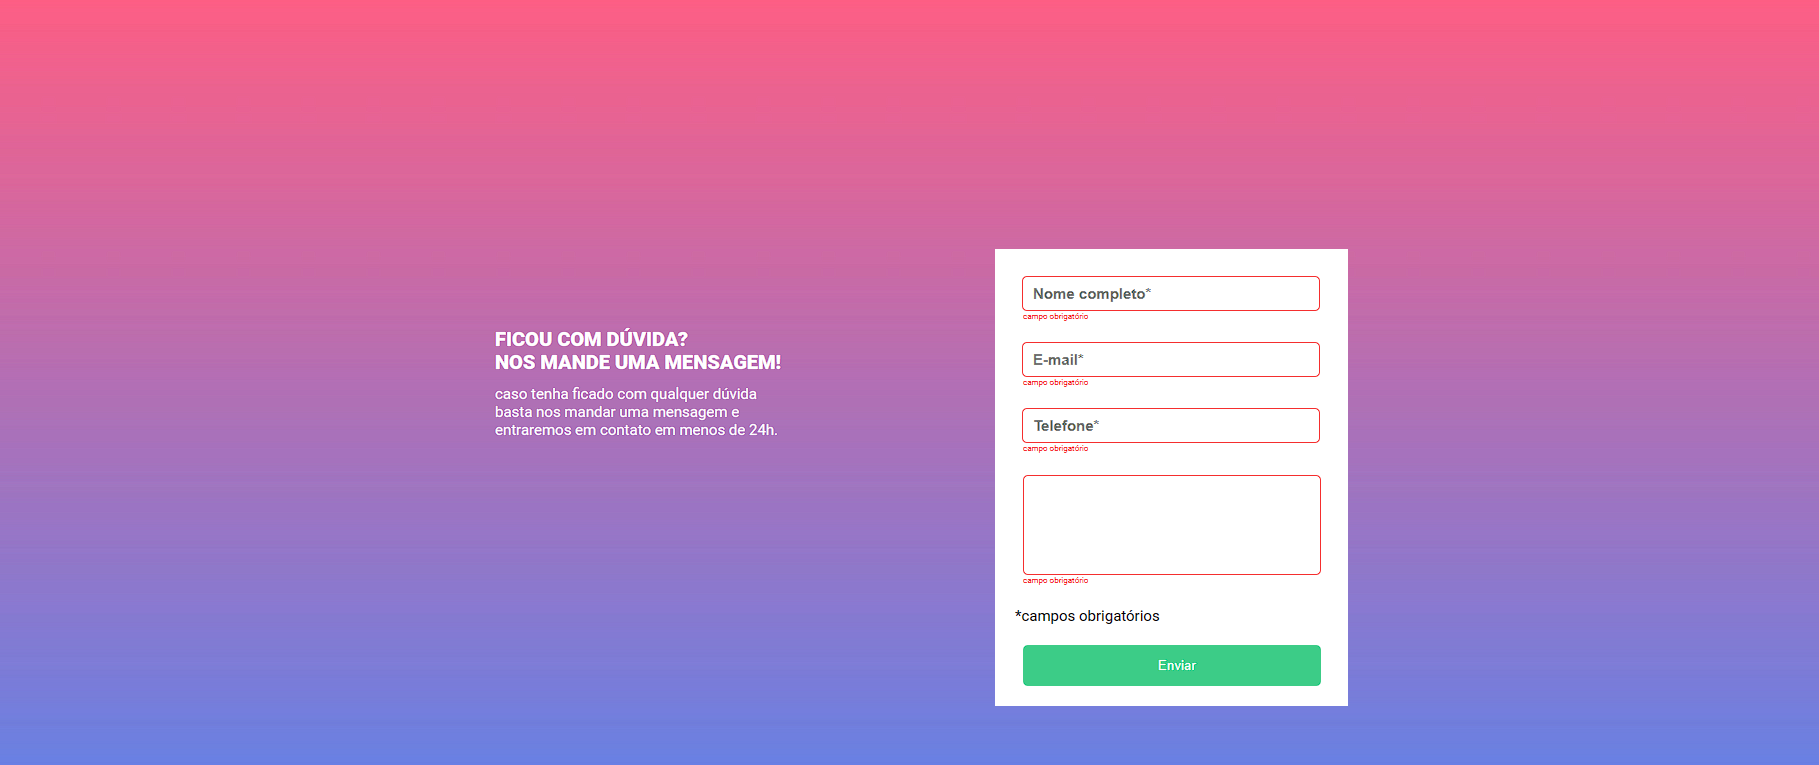 FICOU COM DÚVIDA?
NOS MANDE UMA MENSAGEM!
caso tenha ficado com qualquer dúvida
basta nos mandar uma mensagem e
entraremos em contato em menos de 24h.
Nome completo*
campo obrigatório
E-mail*
campo obrigatório
Telefone*
campo obrigatório
campo obrigatório
*campos obrigatórios
Enviar